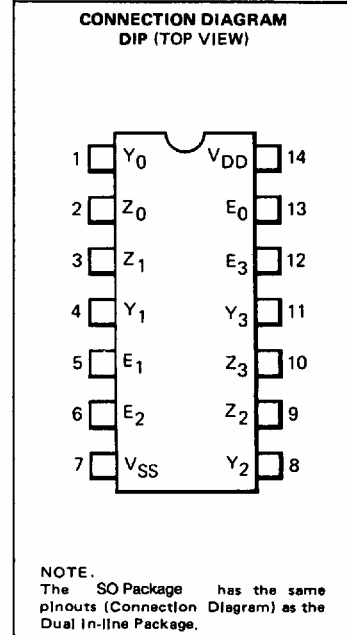 CONNECTION DIAGRAM
DIP (TOP VIEW)
1 Y0 VDD 14
2 Z0 E0 13
3 Z1 E3 12
4 Y1 Y3 11
5 E1 Z3 10
6 E2 Z2 9
7 VSS Y2 8
NOTE.
The SO Package has the same
pinouts (Connection Diagram) as the
Dual In-line Package.